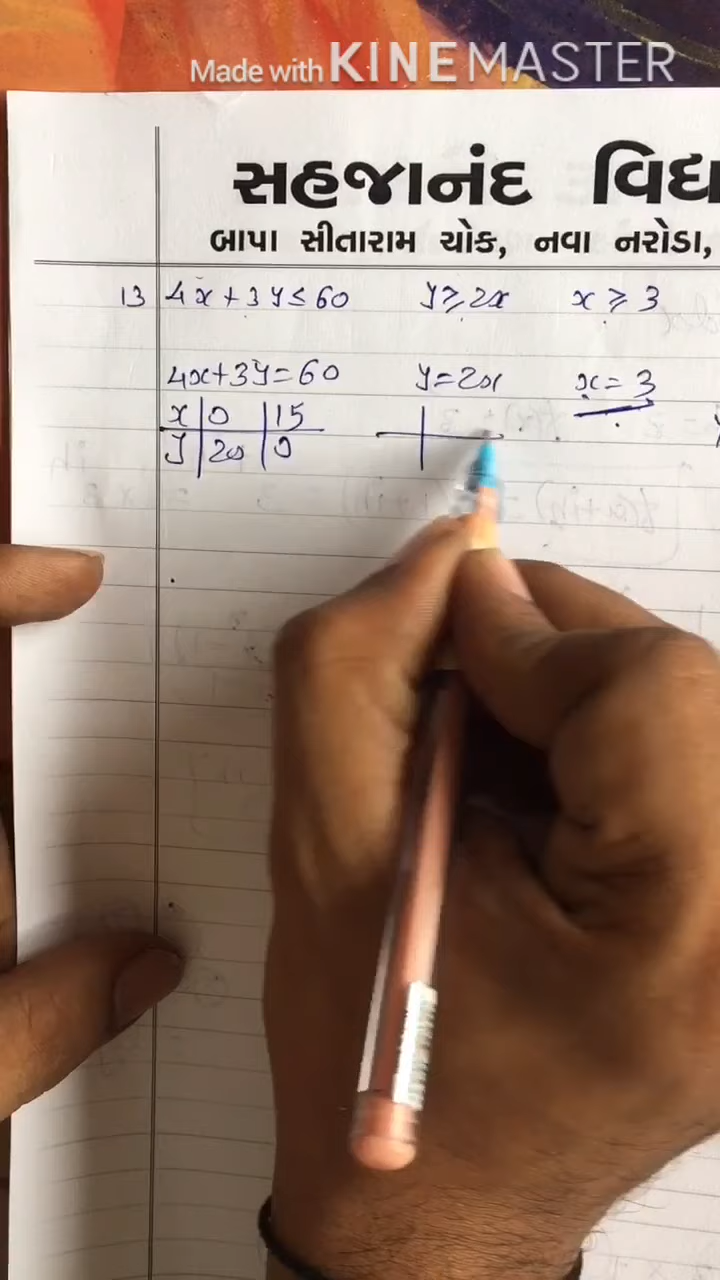 Made with KINEMASTER
સહજાનંદ વિદ્ય
બાપા સીતારામ ચોક, નવા નરોડા,
13 4x + 3y ≤ 60 y ≥ 2x x ≥ 3
4x+3y=60 y=2x x=3
x 0 15
y 20 0